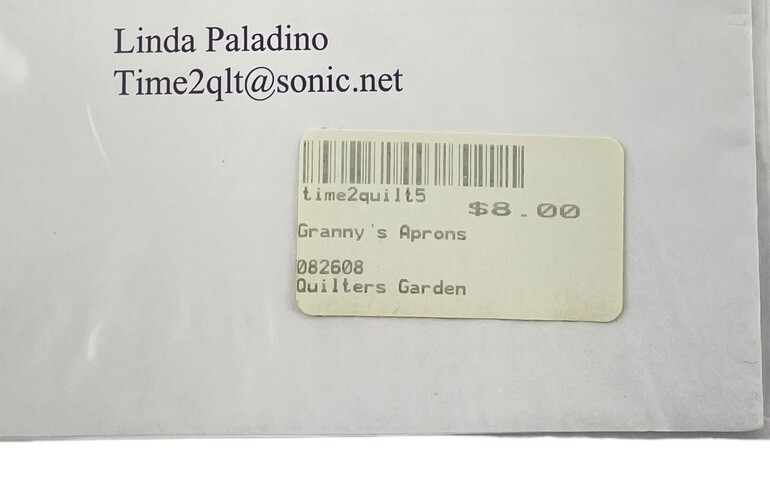 Linda Paladino
Time2qlt@sonic.net
time2quilt5
$8.00
Granny's Aprons
082608
Quilters Garden